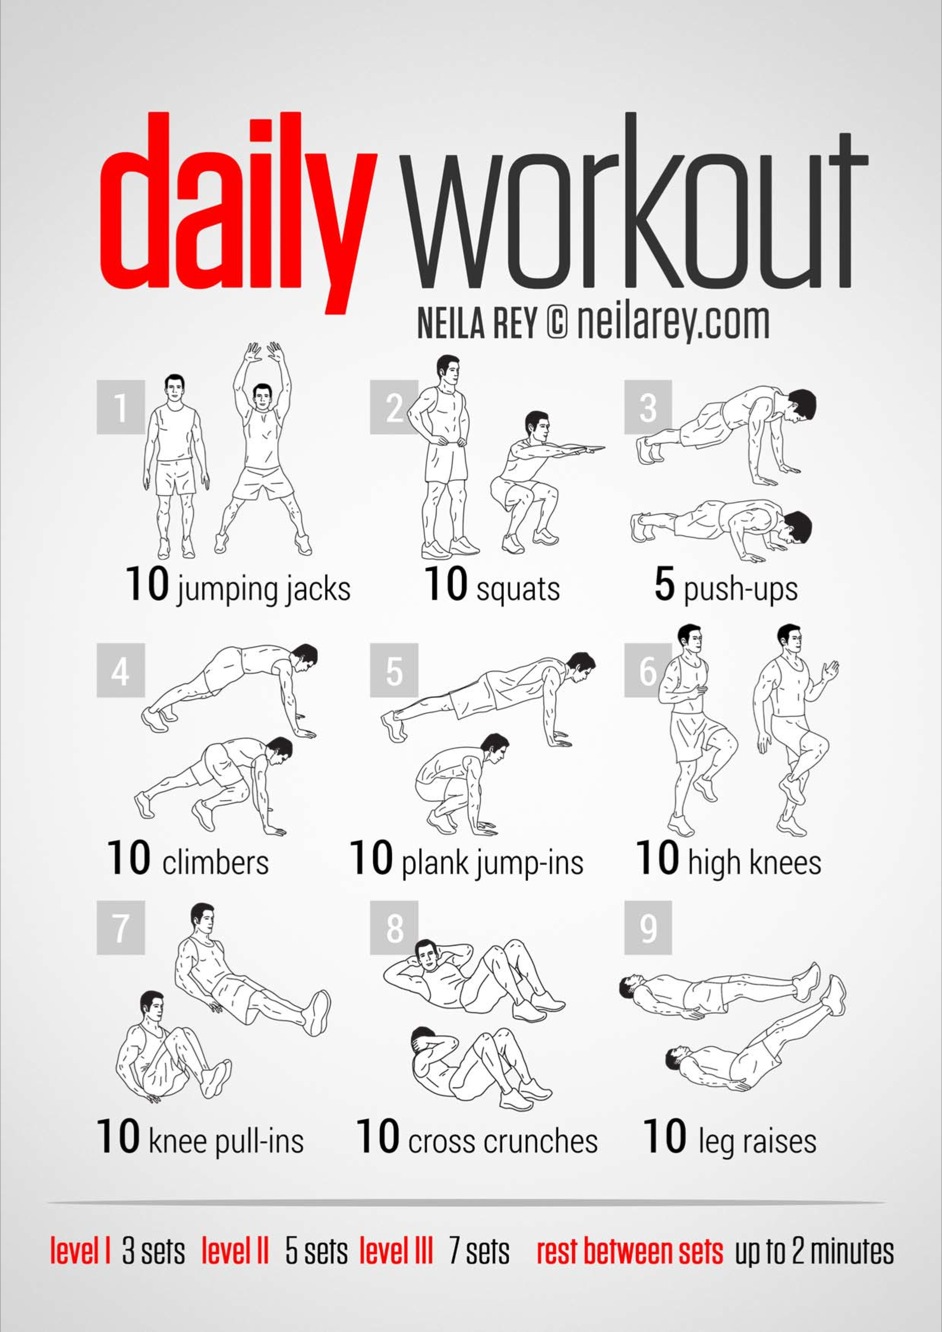 daily workout
NEILA REY © neilarey.com
1
2
3
10 jumping jacks
10 squats
5 push-ups
4
5
6
10 climbers
10 plank jump-ins
10 high knees
7
8
9
10 knee pull-ins
10 cross crunches
10 leg raises
level I 3 sets level II 5 sets level III 7 sets rest between sets up to 2 minutes